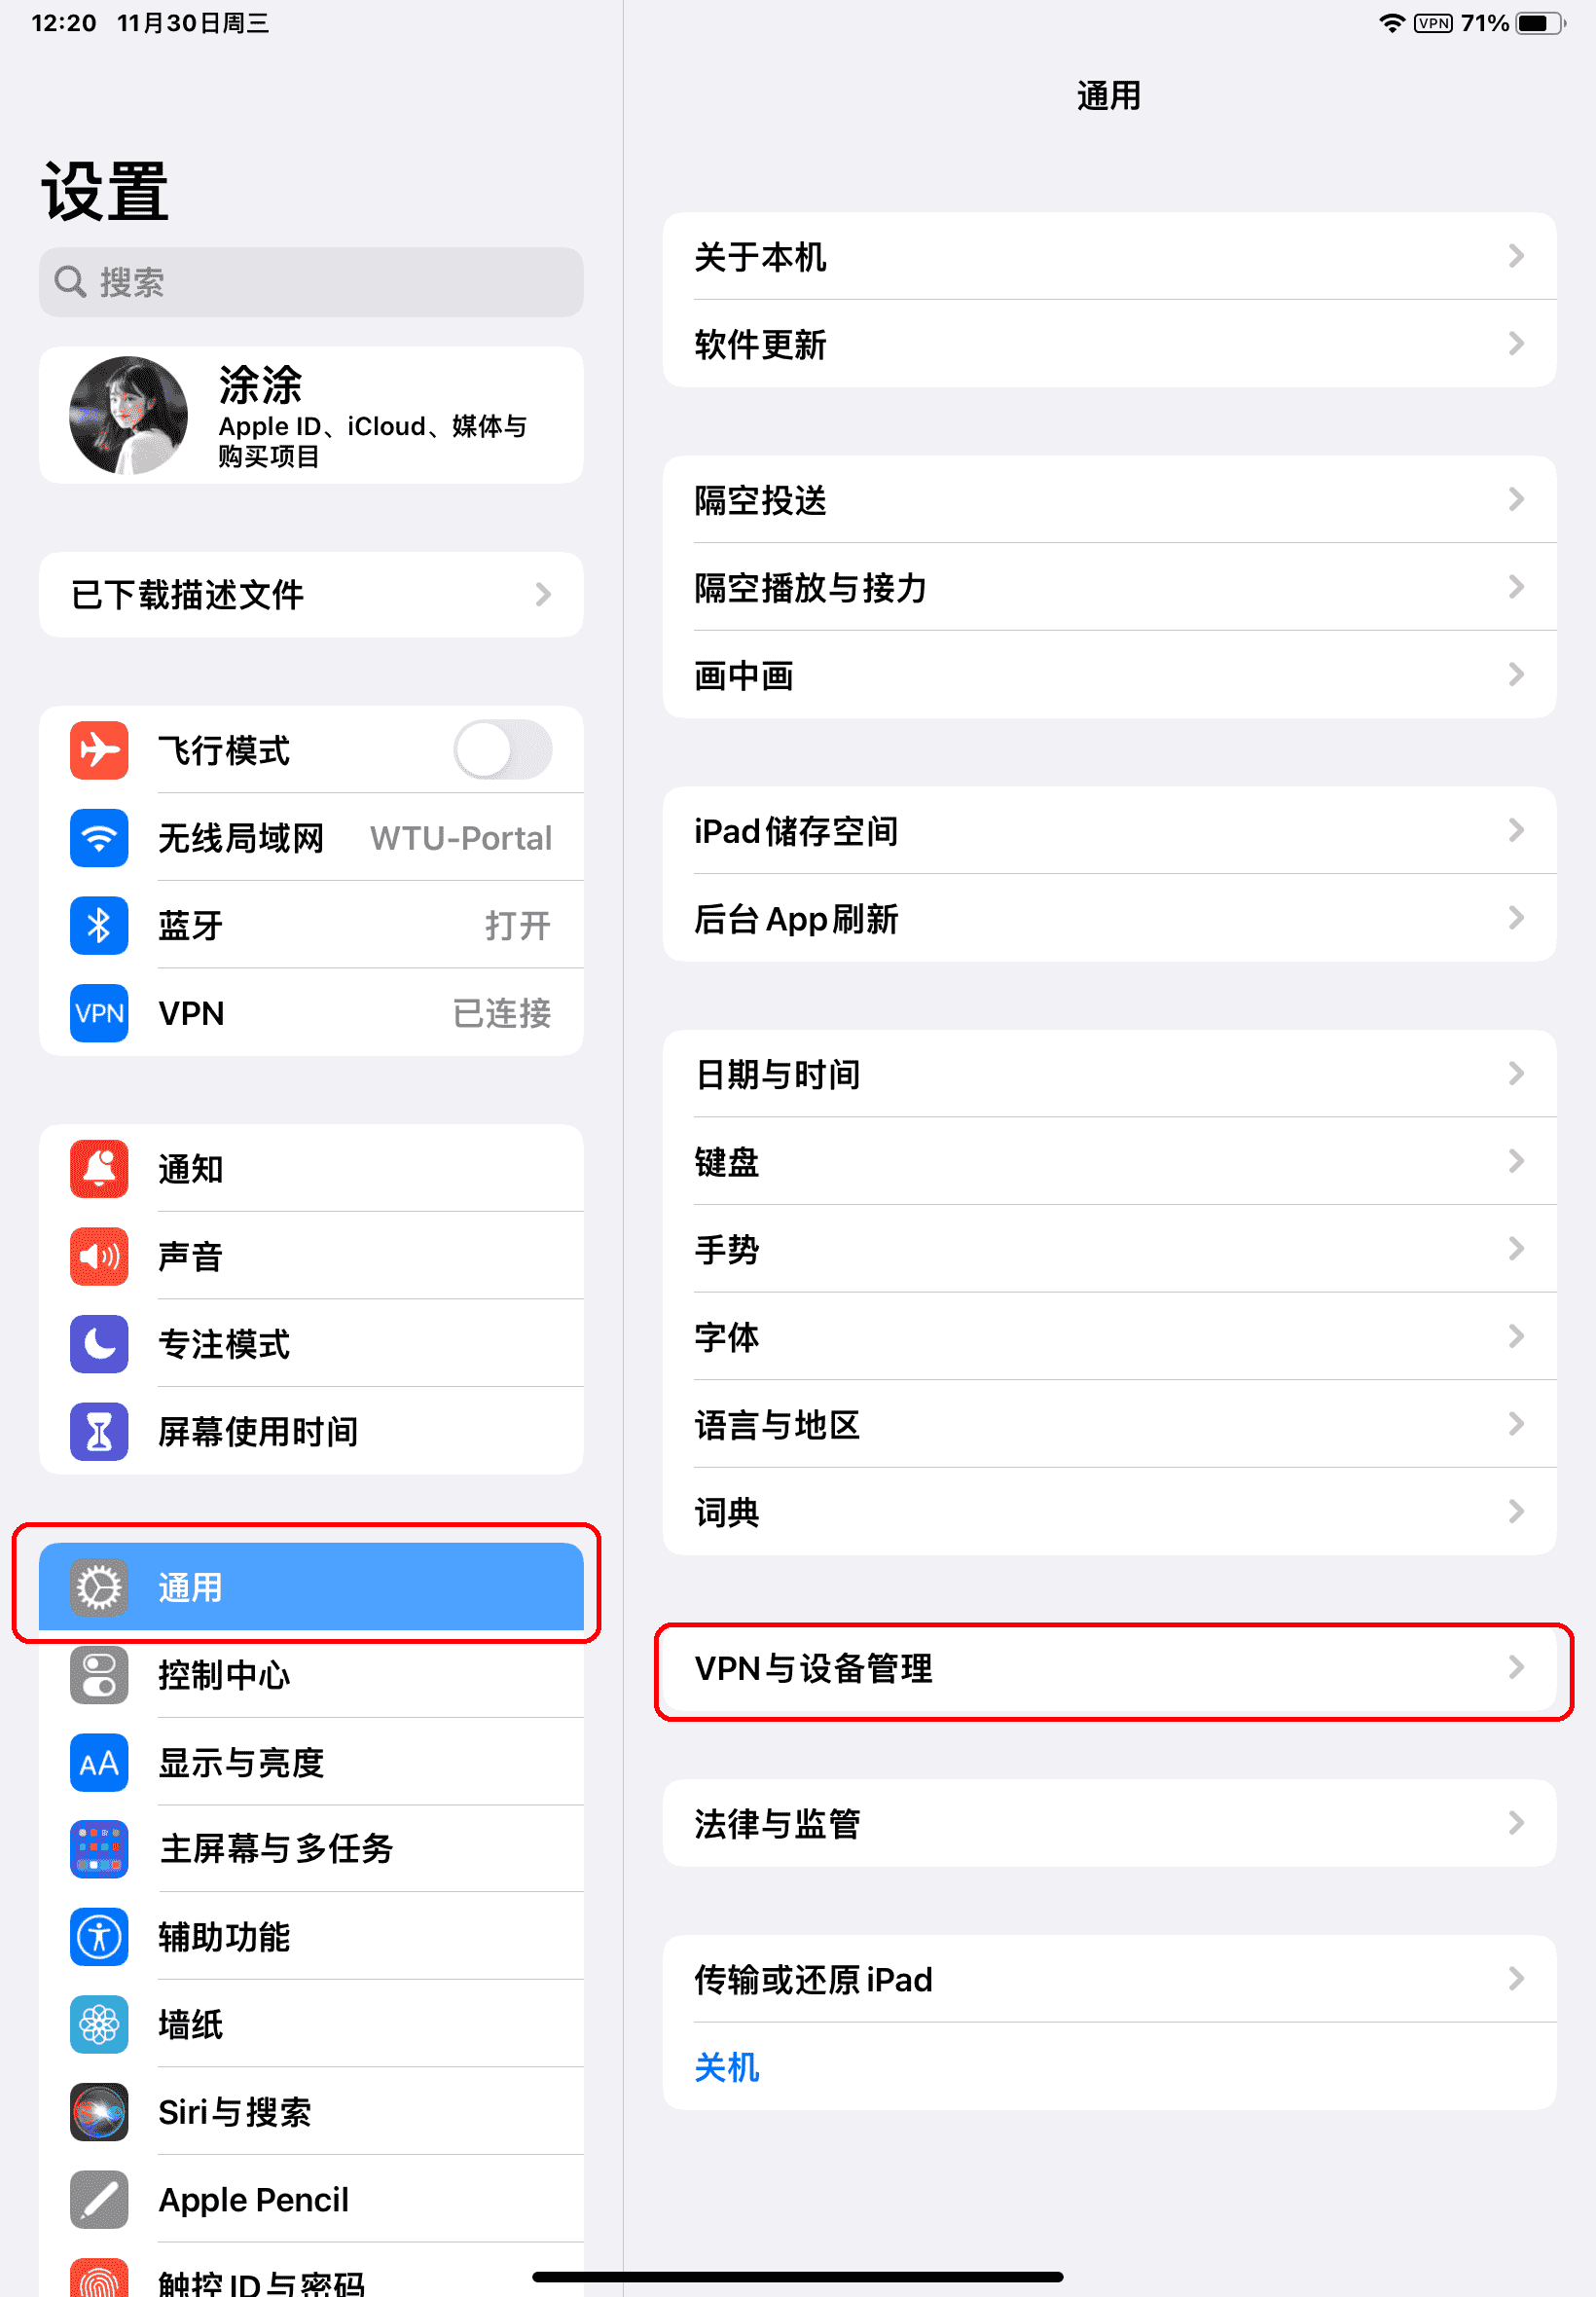 12:20 11月30日周三
VPN 71%
设置
搜索
涂涂
Apple ID、iCloud、媒体与
购买项目
已下载描述文件
飞行模式
无线局域网 WTU-Portal
蓝牙 打开
VPN VPN 已连接
通知
声音
专注模式
屏幕使用时间
通用
控制中心
AA 显示与亮度
主屏幕与多任务
辅助功能
墙纸
Siri与搜索
Apple Pencil
触控ID与密码
通用
关于本机
软件更新
隔空投送
隔空播放与接力
画中画
iPad储存空间
后台App刷新
日期与时间
键盘
手势
字体
语言与地区
词典
VPN与设备管理
法律与监管
传输或还原iPad
关机